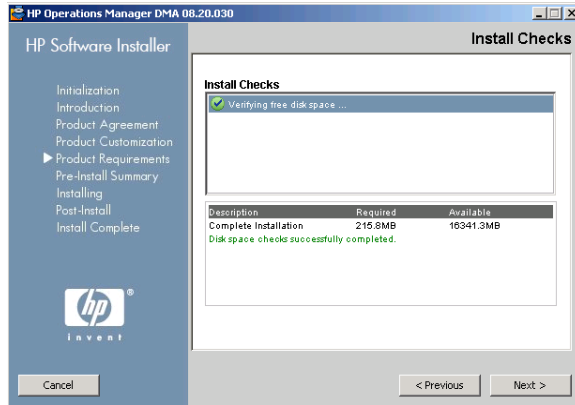 HP Operations Manager DMA 08.20.030
HP Software Installer
Install Checks
Initialization
Introduction
Product Agreement
Product Customization
Product Requirements
Pre-Install Summary
Installing
Post-Install
Install Complete
hp®
invent
Install Checks
Verifying free disk space ...
Description Required Available
Complete Installation 215.8MB 16341.3MB
Disk space checks successfully completed.
Cancel
< Previous
Next >